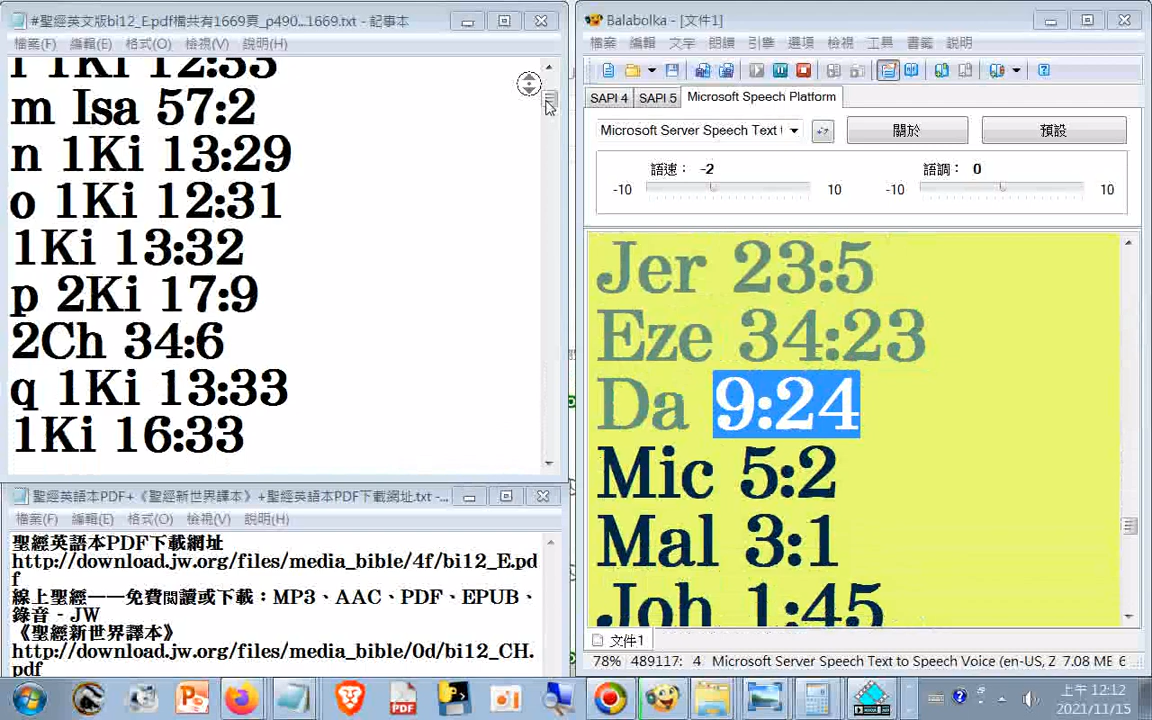 #聖經英文版bi12_E.pdf檔共有1669頁_p490...1669.txt - 記事本
檔案(F) 編輯(E) 格式(O) 檢視(V) 說明(H)
1Ki 12:33
m Isa 57:2
n 1Ki 13:29
o 1Ki 12:31
1Ki 13:32
p 2Ki 17:9
2Ch 34:6
q 1Ki 13:33
1Ki 16:33
聖經英語本PDF+《聖經新世界譯本》+聖經英語本PDF下載網址.txt -...
檔案(F) 編輯(E) 格式(O) 檢視(V) 說明(H)
聖經英語本PDF下載網址
http://download.jw.org/files/media_bible/4f/bi12_E.pd
f
線上聖經——免費閱讀或下載：MP3、AAC、PDF、EPUB、
錄音 - JW
《聖經新世界譯本》
http://download.jw.org/files/media_bible/0d/bi12_CH.
pdf
Balabolka - [文件1]
檔案 編輯 文字 朗讀 引擎 選項 檢視 工具 書籤 說明
SAPI 4 SAPI 5 Microsoft Speech Platform
Microsoft Server Speech Text 關於 預設
語速： -2 語調： 0
-10 10 -10 10
Jer 23:5
Eze 34:23
Da 9:24
Mic 5:2
Mal 3:1
Joh 1:45
文件1
78% 489117: 4 Microsoft Server Speech Text to Speech Voice (en-US, Z 7.08 MB 6
PDF
上午 12:12
2021/11/15